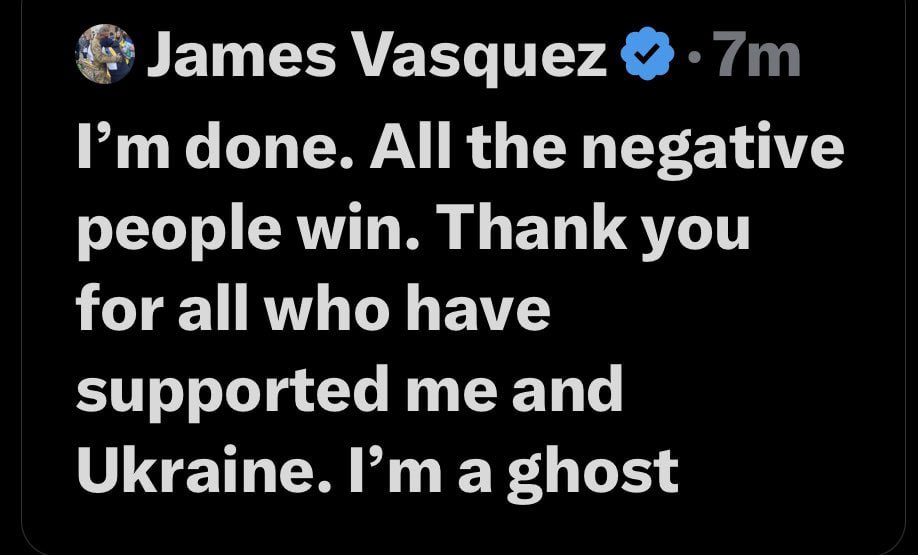 James Vasquez · 7m
I’m done. All the negative
people win. Thank you
for all who have
supported me and
Ukraine. I’m a ghost